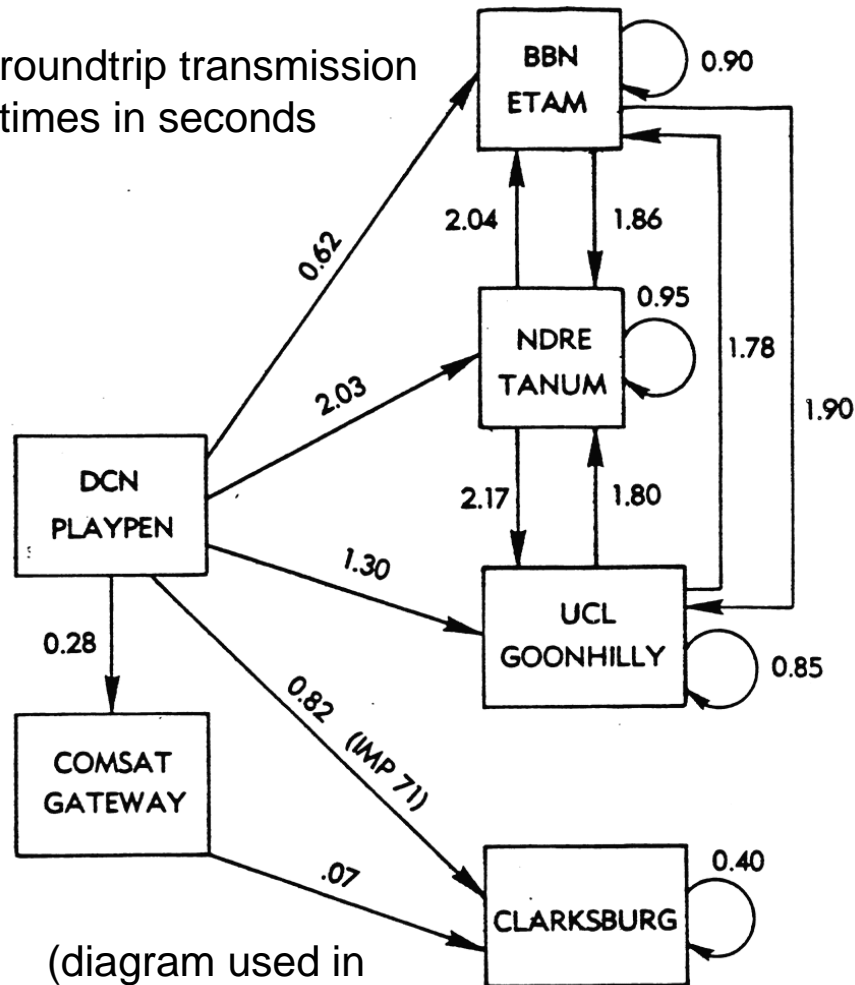 roundtrip transmission
times in seconds
BBN
ETAM
0.90
2.04
1.86
0.62
NDRE
TANUM
0.95
1.78
1.90
2.03
DCN
PLAYPEN
2.17
1.80
1.30
UCL
GOONHILLY
0.85
0.28
0.82
(IMP 71)
COMSAT
GATEWAY
.07
CLARKSBURG
0.40
(diagram used in